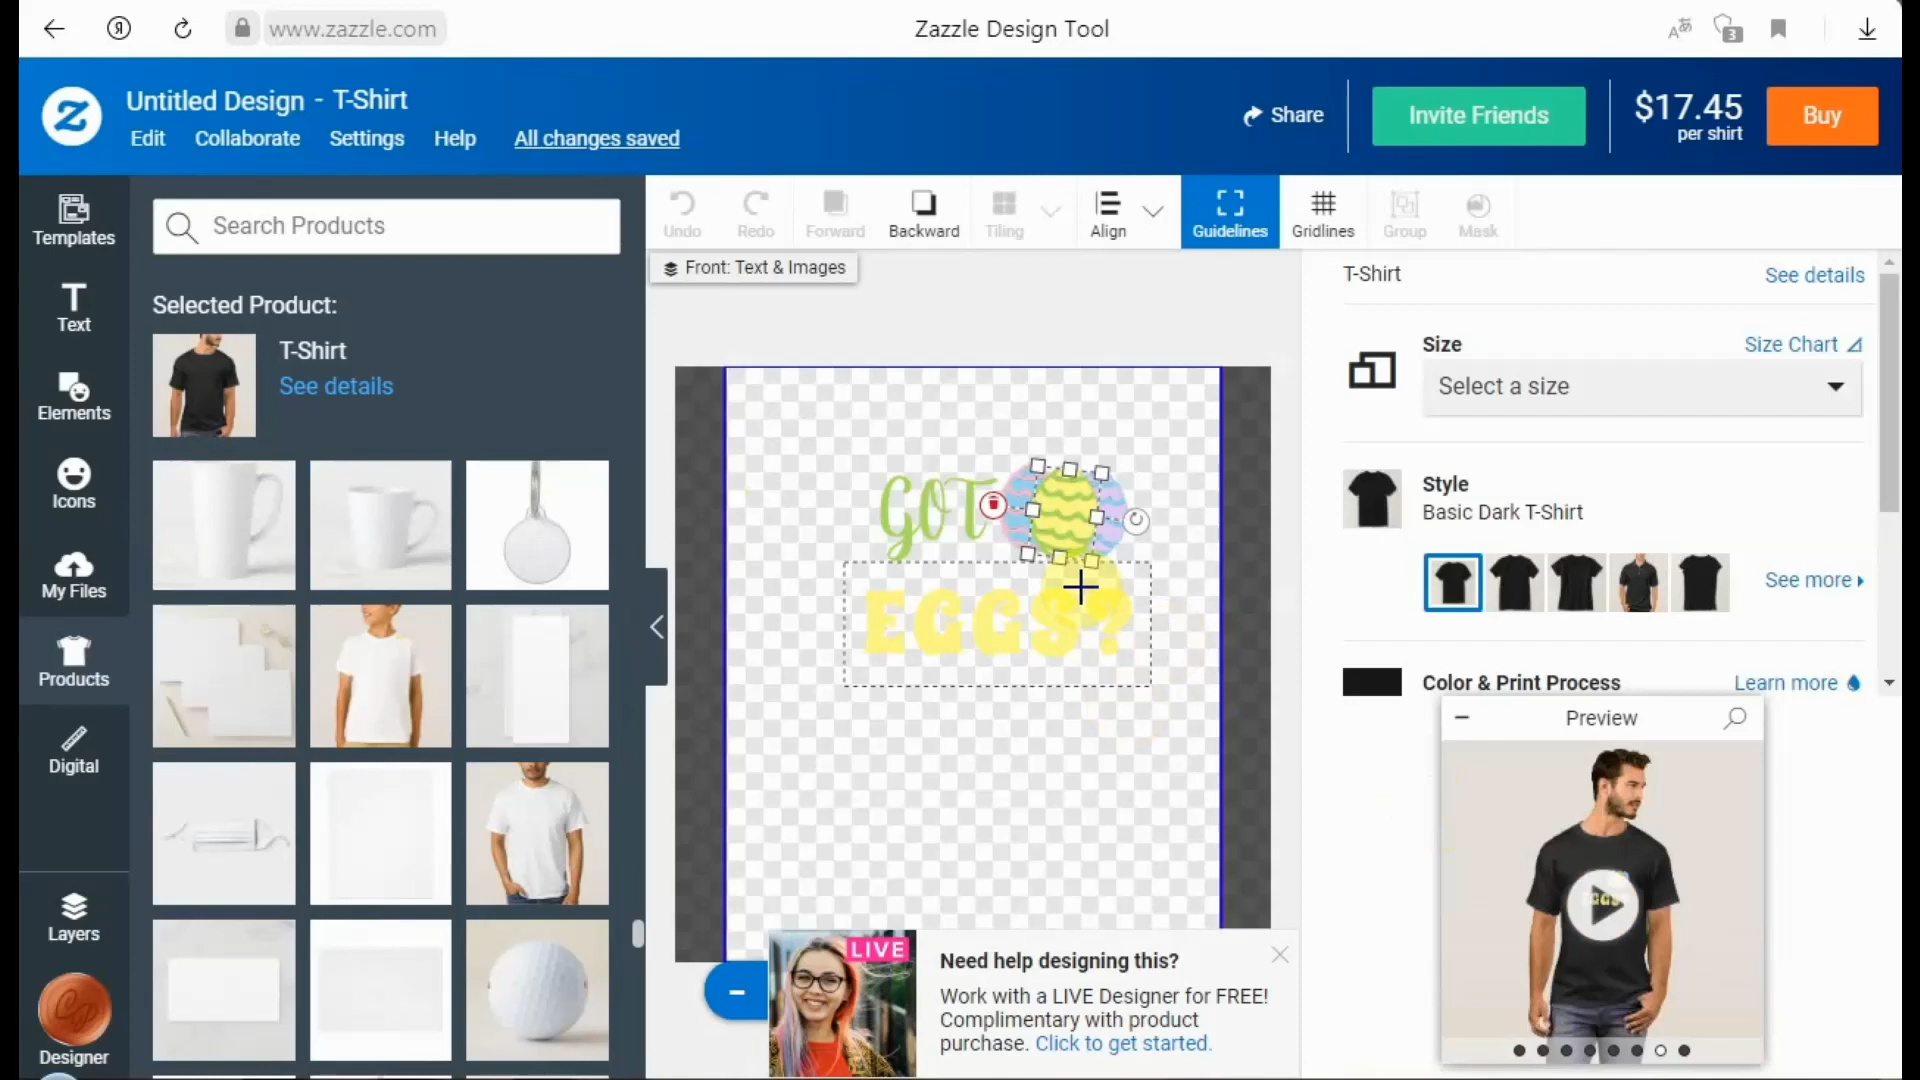 www.zazzle.com
Zazzle Design Tool
3
Untitled Design - T-Shirt
Edit
Collaborate
Settings
Help
All changes saved
Share
Invite Friends
$17.45
per shirt
Buy
Templates
Text
Elements
Icons
My Files
Products
Digital
Layers
Designer
Search Products
Selected Product:
T-Shirt
See details
Undo
Redo
Forward
Backward
Tiling
Align
Guidelines
Gridlines
Group
Mask
Front: Text & Images
GOT
EGGS?
LIVE
Need help designing this?
Work with a LIVE Designer for FREE!
Complimentary with product
purchase. Click to get started.
T-Shirt
See details
Size
Size Chart
Select a size
Style
Basic Dark T-Shirt
See more
Color & Print Process
Learn more
Preview
EGGS?